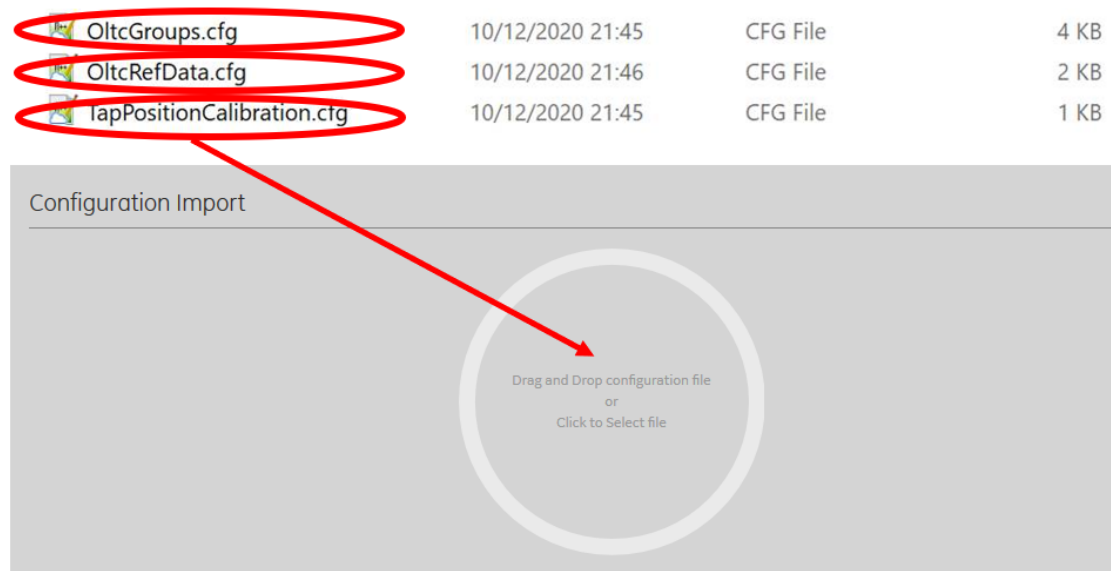 OltcGroups.cfg 10/12/2020 21:45 CFG File 4 KB
OltcRefData.cfg 10/12/2020 21:46 CFG File 2 KB
TapPositionCalibration.cfg 10/12/2020 21:45 CFG File 1 KB
Configuration Import
Drag and Drop configuration file
or
Click to Select file